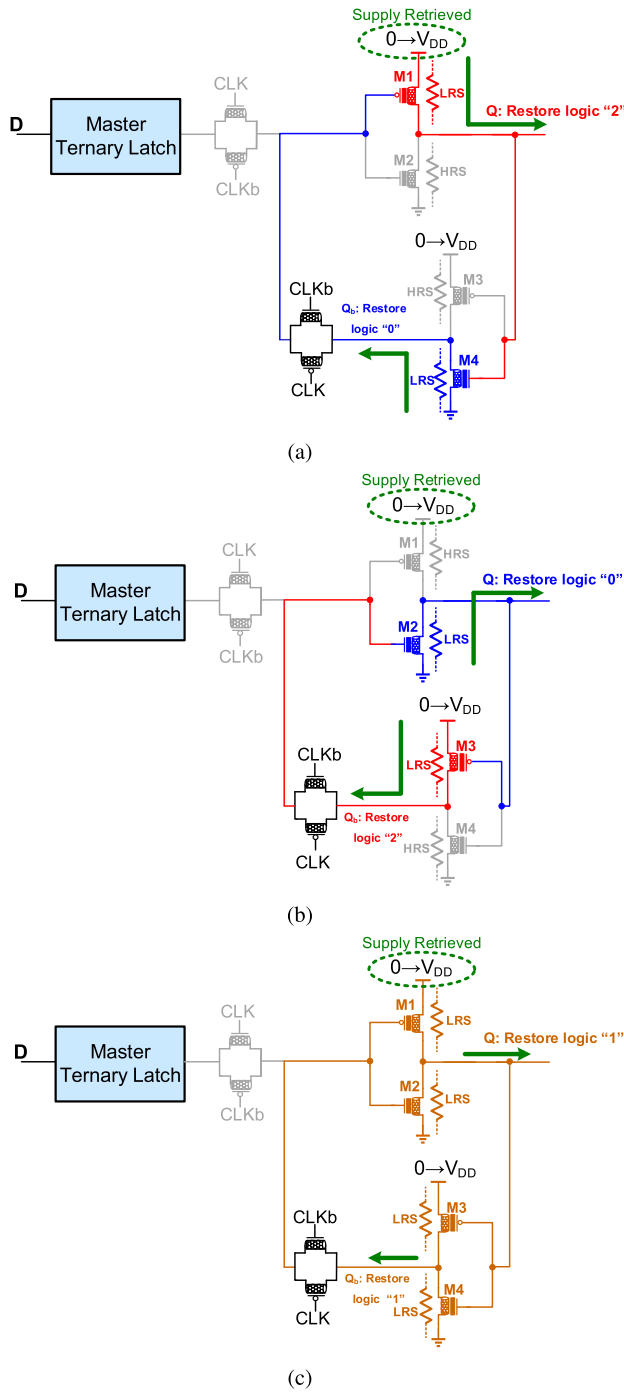 Supply Retrieved
0→VDD
M1
LRS
Q: Restore logic “2”
CLK
D
Master
Ternary Latch
CLKb
M2
HRS
0→VDD
M3
HRS
CLKb
Qb: Restore
logic “0”
CLK
LRS
M4
(a)
Supply Retrieved
0→VDD
M1
HRS
Q: Restore logic “0”
CLK
D
Master
Ternary Latch
CLKb
M2
LRS
0→VDD
M3
LRS
CLKb
Qb: Restore
logic “2”
CLK
M4
HRS
(b)
Supply Retrieved
0→VDD
M1
LRS
Q: Restore logic “1”
CLK
D
Master
Ternary Latch
CLKb
M2
LRS
0→VDD
M3
LRS
CLKb
Qb: Restore
logic “1”
CLK
M4
LRS
(c)